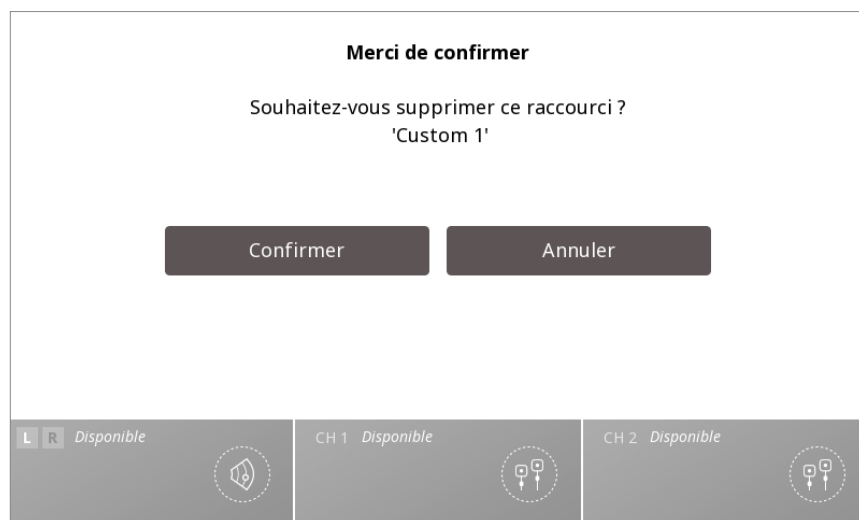 Merci de confirmer
Souhaitez-vous supprimer ce raccourci ?
'Custom 1'
Confirmer
Annuler
L R Disponible
CH 1 Disponible
CH 2 Disponible